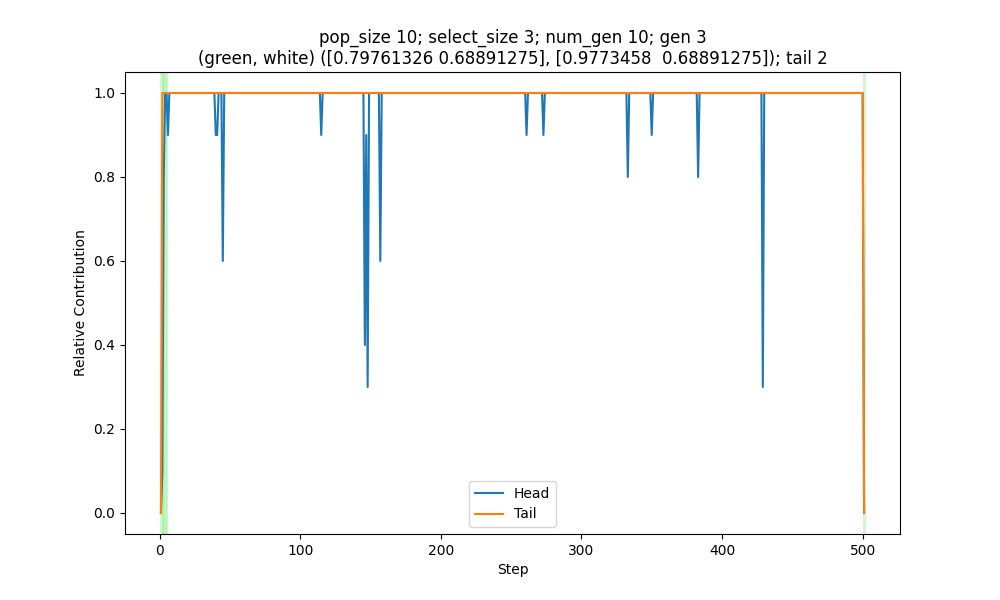 pop_size 10; select_size 3; num_gen 10; gen 3
(green, white) ([0.79761326 0.68891275], [0.9773458  0.68891275]); tail 2
Relative Contribution
1.0
0.8
0.6
0.4
0.2
0.0
Head
Tail
0 100 200 300 400 500
Step